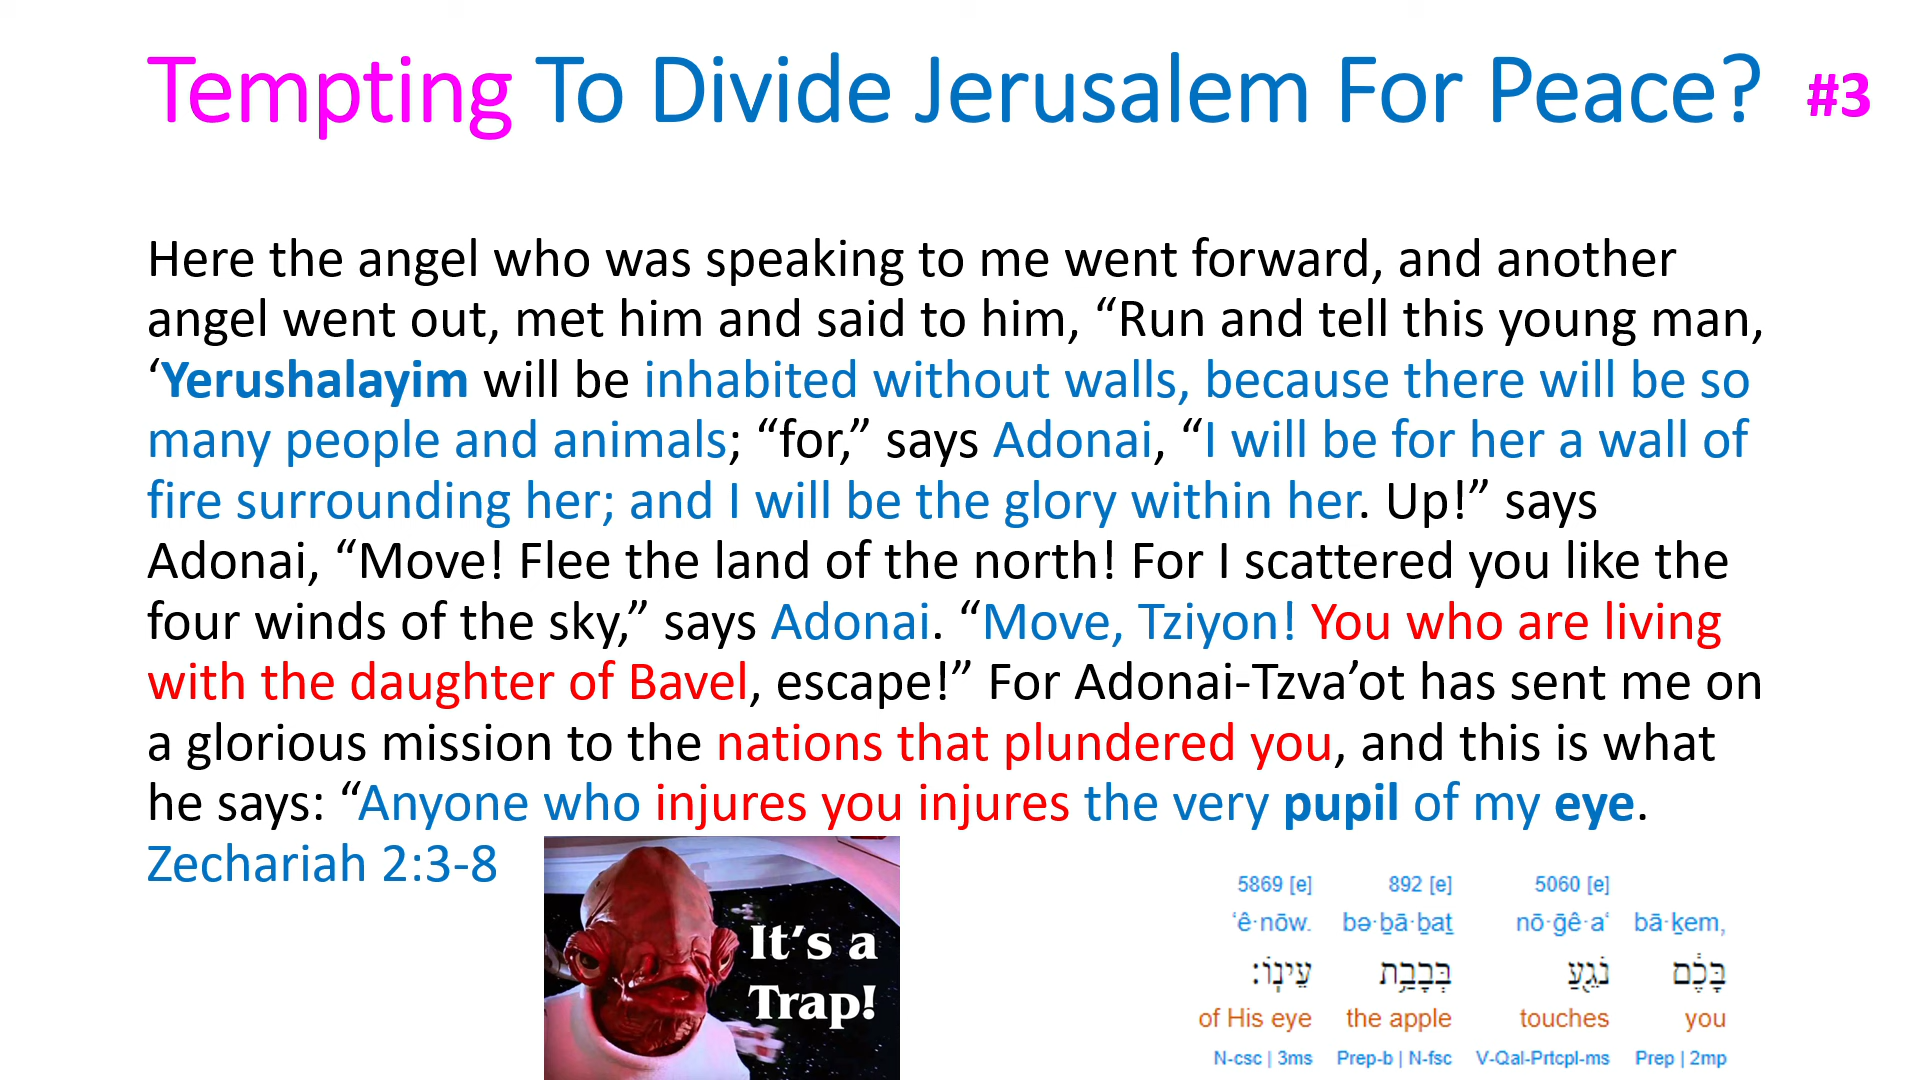 Tempting To Divide Jerusalem For Peace? #3
Here the angel who was speaking to me went forward, and another
angel went out, met him and said to him, “Run and tell this young man,
‘Yerushalayim will be inhabited without walls, because there will be so
many people and animals; “for,” says Adonai, “I will be for her a wall of
fire surrounding her; and I will be the glory within her. Up!” says
Adonai, “Move! Flee the land of the north! For I scattered you like the
four winds of the sky,” says Adonai. “Move, Tziyon! You who are living
with the daughter of Bavel, escape!” For Adonai-Tzva’ot has sent me on
a glorious mission to the nations that plundered you, and this is what
he says: “Anyone who injures you injures the very pupil of my eye.
Zechariah 2:3-8
It’s a
Trap!
5869 [e] 892 [e] 5060 [e]
‘ê·nōw. bə·ḇā·ḇaṯ nō·ḡê·a‘ bā·ḵem,
בָּכֶ֔ם נֹגֵ֖עַ בְּבָבַ֥ת עֵינֽוֹ׃
of His eye the apple touches you
N-csc | 3ms Prep-b | N-fsc V-Qal-Prtcpl-ms Prep | 2mp